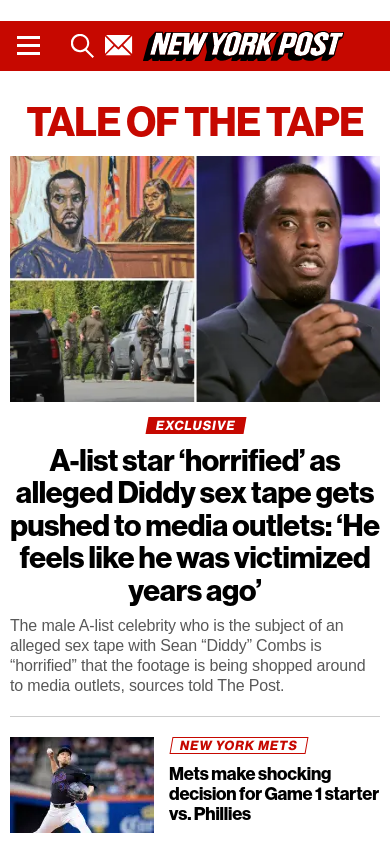 NEW YORK POST
TALE OF THE TAPE
EXCLUSIVE
A-list star ‘horrified’ as
alleged Diddy sex tape gets
pushed to media outlets: ‘He
feels like he was victimized
years ago’
The male A-list celebrity who is the subject of an
alleged sex tape with Sean “Diddy” Combs is
“horrified” that the footage is being shopped around
to media outlets, sources told The Post.
NEW YORK METS
Mets make shocking
decision for Game 1 starter
vs. Phillies